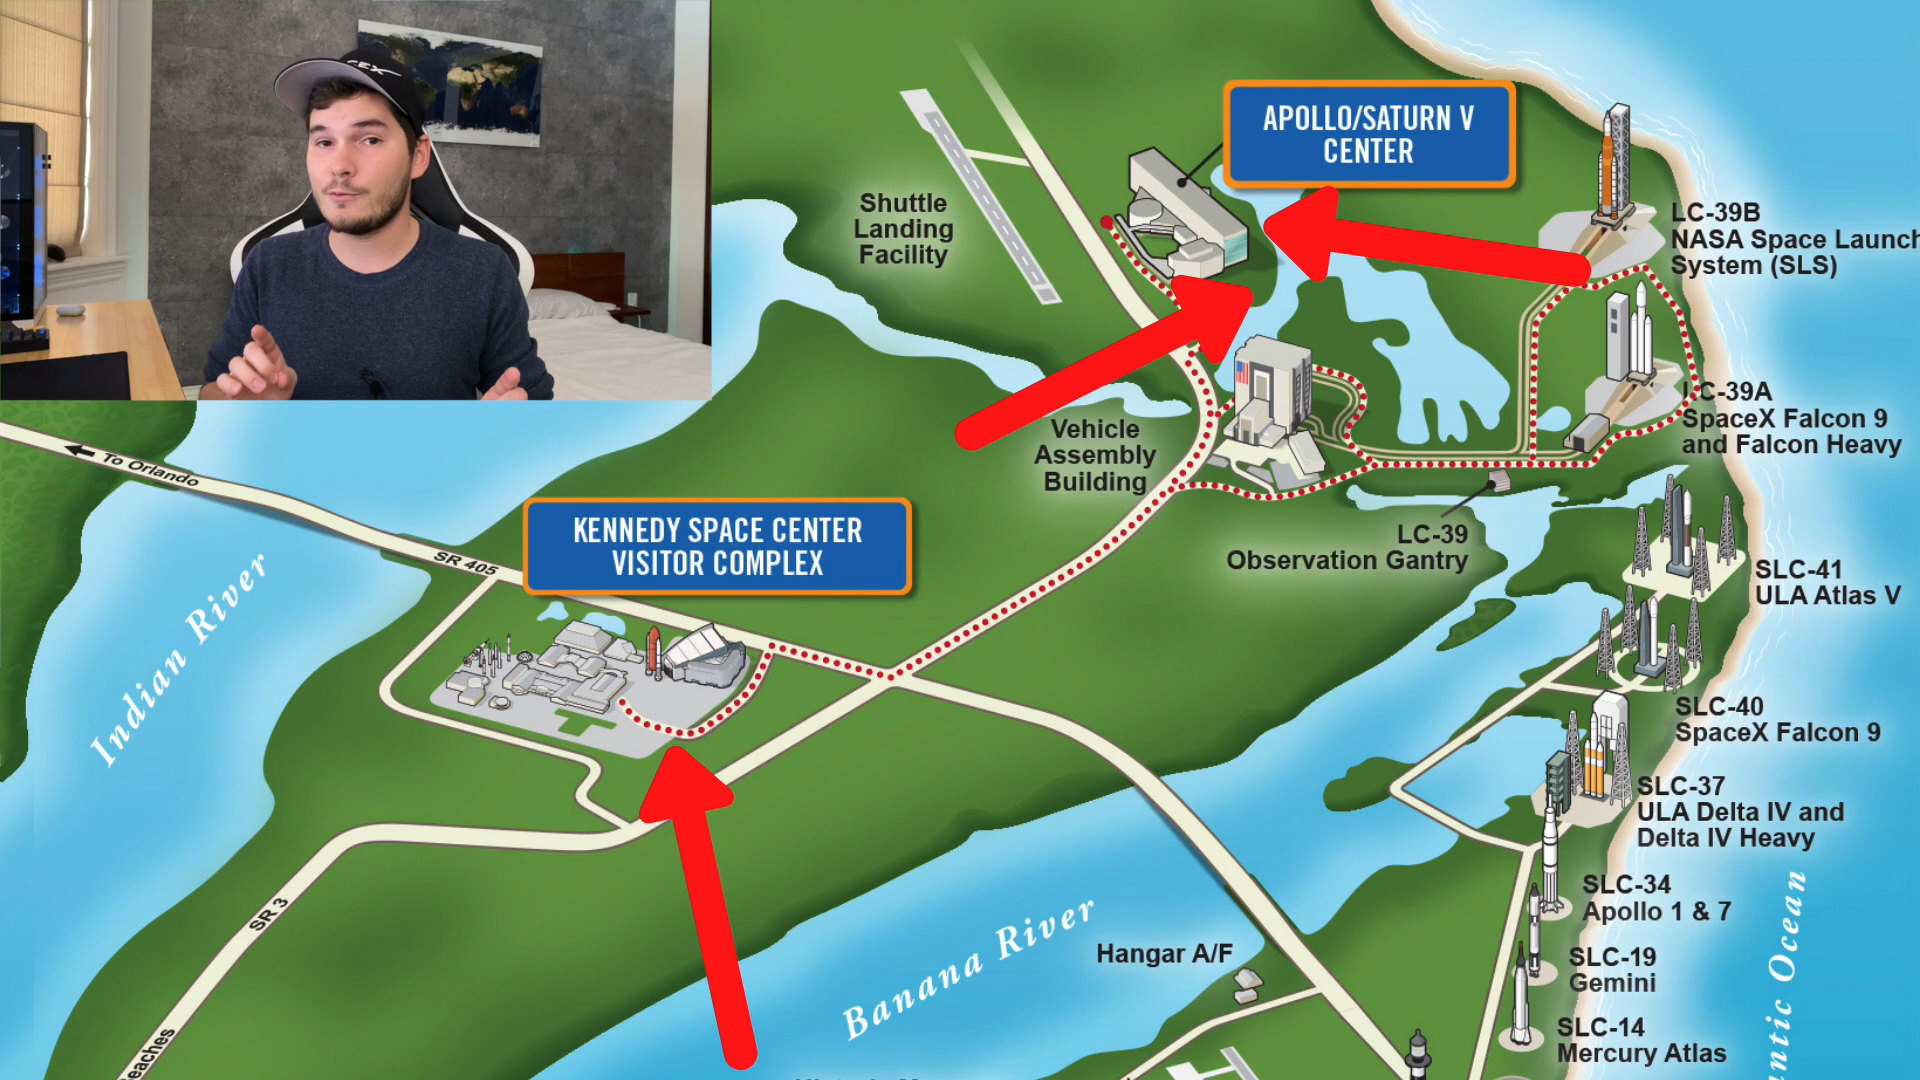 APOLLO/SATURN V
CENTER
Shuttle
Landing
Facility
LC-39B
NASA Space Launch
System (SLS)
LC-39A
SpaceX Falcon 9
and Falcon Heavy
Vehicle
Assembly
Building
To Orlando
SR 405
KENNEDY SPACE CENTER
VISITOR COMPLEX
LC-39
Observation Gantry
SLC-41
ULA Atlas V
Indian River
SLC-40
SpaceX Falcon 9
SLC-37
ULA Delta IV and
Delta IV Heavy
SLC-34
Apollo 1 & 7
SR 3
Banana River
Hangar A/F
SLC-19
Gemini
SLC-14
Mercury Atlas
Ocean